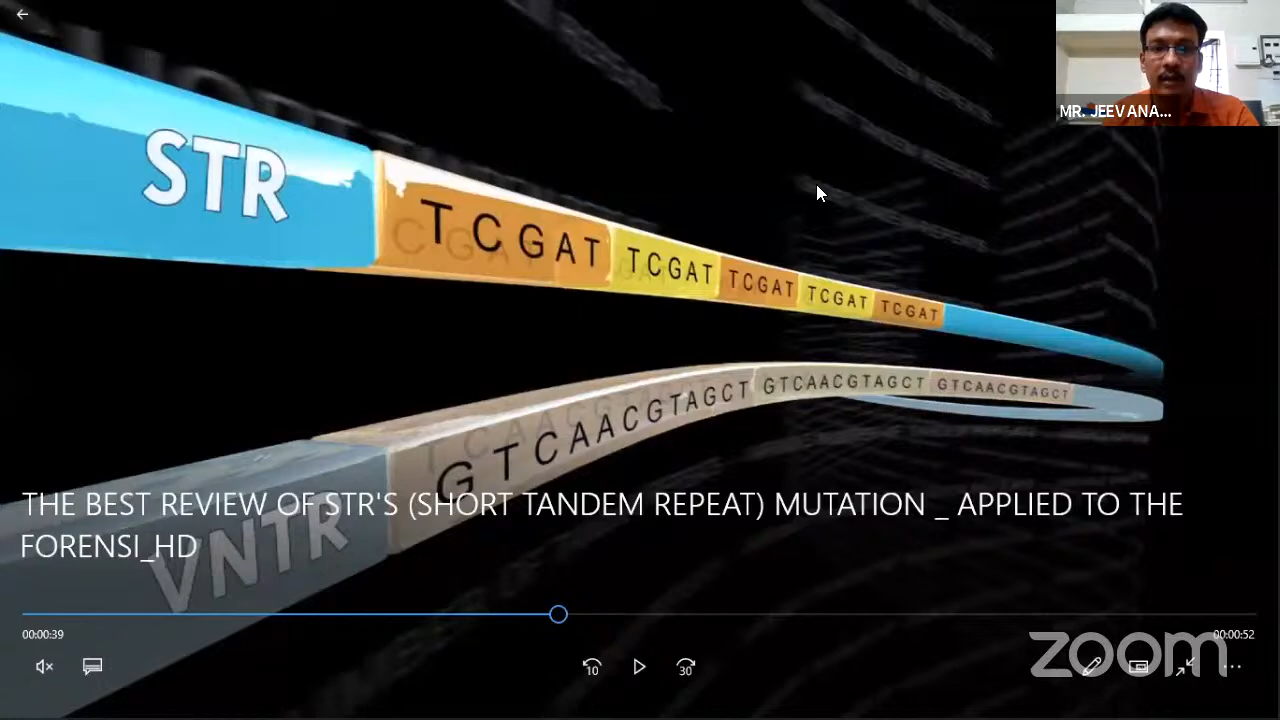 MR. JEEVANA...
STR
TCGAT TCGAT TCGAT TCGAT TCGAT
GTCAACGTAGCT GTCAACGTAGCT GTCAACGTAGCT
VNTR
THE BEST REVIEW OF STR'S (SHORT TANDEM REPEAT) MUTATION _ APPLIED TO THE
FORENSI_HD
00:00:39
00:00:52
10
30
zoom